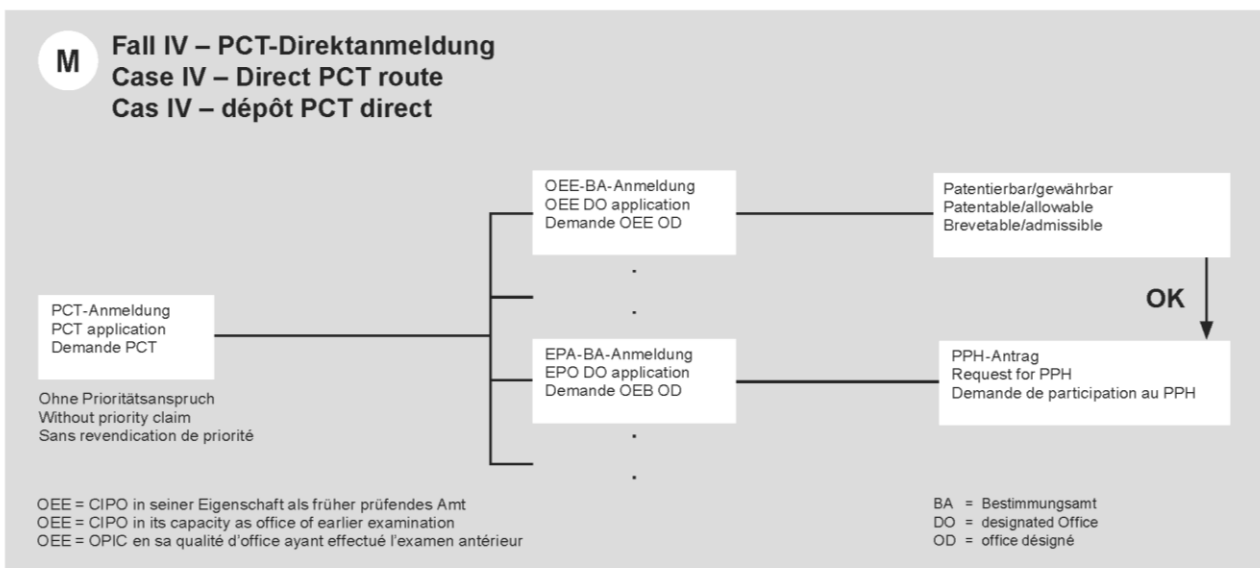 M
Fall IV – PCT-Direktanmeldung
Case IV – Direct PCT route
Cas IV – dépôt PCT direct
OEE-BA-Anmeldung
OEE DO application
Demande OEE OD
Patentierbar/gewährbar
Patentable/allowable
Brevetable/admissible
OK
PCT-Anmeldung
PCT application
Demande PCT
EPA-BA-Anmeldung
EPO DO application
Demande OEB OD
PPH-Antrag
Request for PPH
Demande de participation au PPH
Ohne Prioritätsanspruch
Without priority claim
Sans revendication de priorité
OEE = CIPO in seiner Eigenschaft als früher prüfendes Amt
OEE = CIPO in its capacity as office of earlier examination
OEE = OPIC en sa qualité d'office ayant effectué l'examen antérieur
BA = Bestimmungsamt
DO = designated Office
OD = office désigné